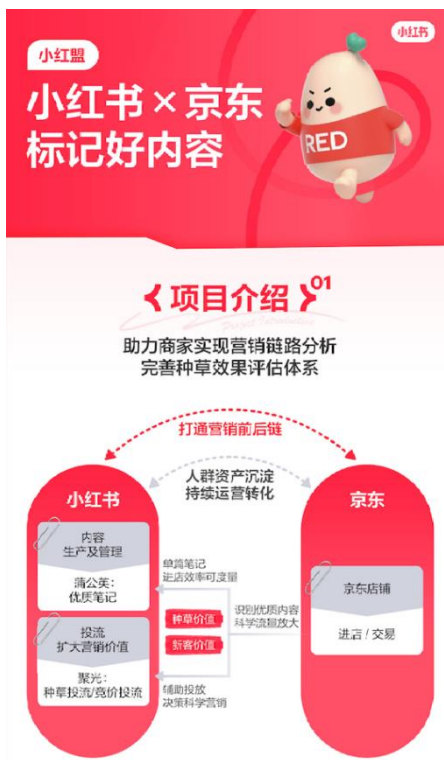 小红书
小红盟
小红书×京东
标记好内容
RED
项目介绍 01
助力商家实现营销链路分析
完善种草效果评估体系
打通营销前后链
人群资产沉淀
持续运营转化
小红书
京东
内容
生产及管理
蒲公英：
优质笔记
单篇笔记
进店效率可度量
种草价值
新客价值
识别优质内容
科学流量放大
京东店铺
进店 / 交易
投流
扩大营销价值
聚光：
种草投流/竞价投流
辅助投放
决策科学营销